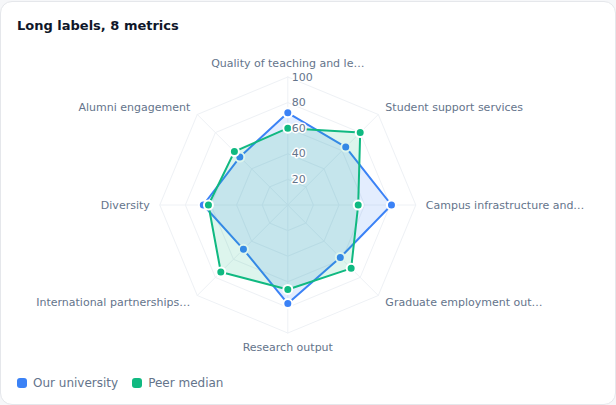 Long labels, 8 metrics
Quality of teaching and le…
100
Alumni engagement
Student support services
80
60
40
20
Diversity
Campus infrastructure and…
International partnerships…
Graduate employment out…
Research output
Our university
Peer median